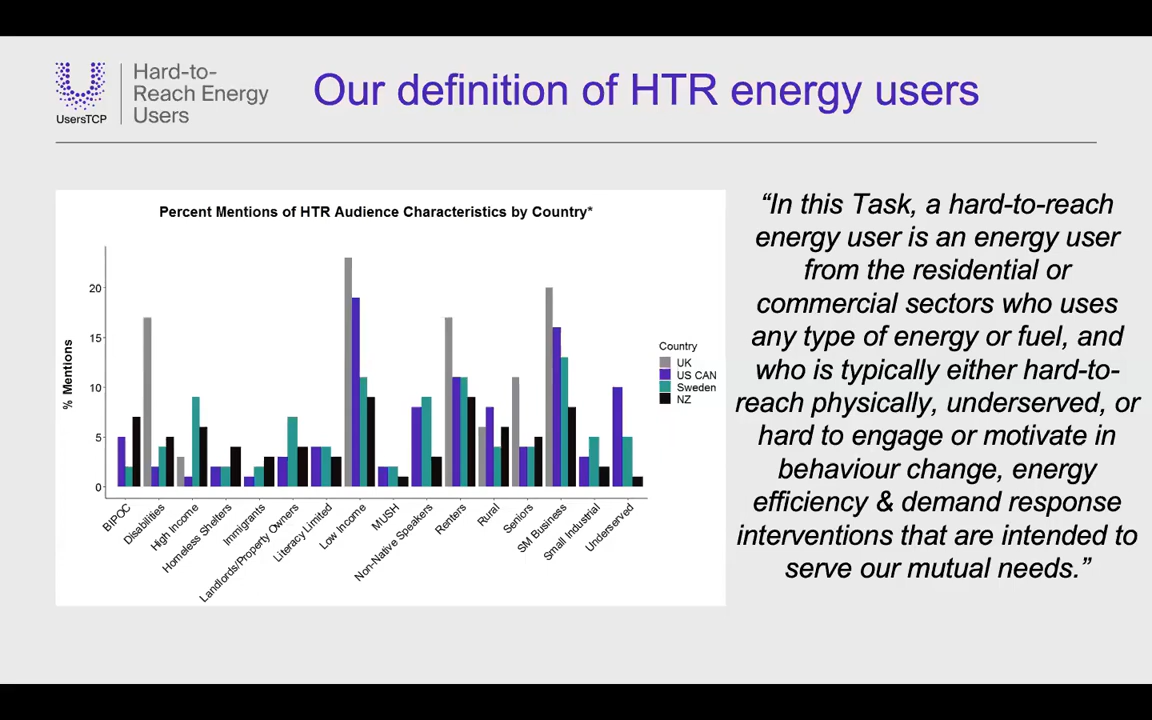 UsersTCP
Hard-to-
Reach Energy
Users
Our definition of HTR energy users
Percent Mentions of HTR Audience Characteristics by Country*
% Mentions
20
15
10
5
0
BIPOC
Disabilities
High Income
Homeless Shelters
Immigrants
Landlords/Property Owners
Literacy Limited
Low Income
MUSH
Non-Native Speakers
Renters
Rural
Seniors
SM Business
Small Industrial
Underserved
Country
UK
US CAN
Sweden
NZ
“In this Task, a hard-to-reach
energy user is an energy user
from the residential or
commercial sectors who uses
any type of energy or fuel, and
who is typically either hard-to-
reach physically, underserved, or
hard to engage or motivate in
behaviour change, energy
efficiency & demand response
interventions that are intended to
serve our mutual needs.”